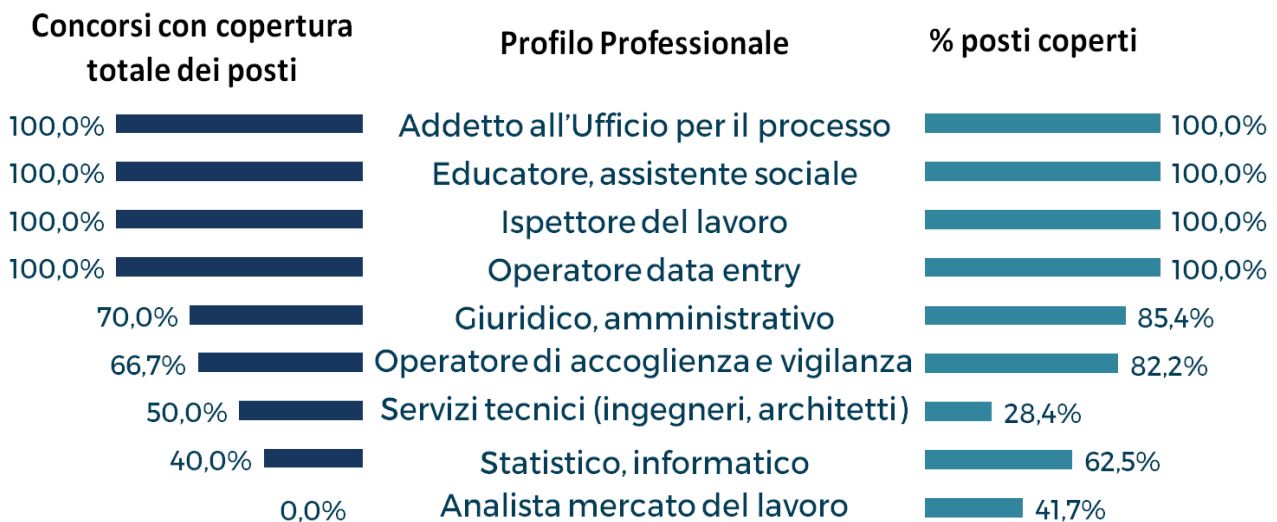 Concorsi con copertura
totale dei posti
Profilo Professionale
% posti coperti
100,0% Addetto all'Ufficio per il processo 100,0%
100,0% Educatore, assistente sociale 100,0%
100,0% Ispettore del lavoro 100,0%
100,0% Operatore data entry 100,0%
70,0% Giuridico, amministrativo 85,4%
66,7% Operatore di accoglienza e vigilanza 82,2%
50,0% Servizi tecnici (ingegneri, architetti) 28,4%
40,0% Statistico, informatico 62,5%
0,0% Analista mercato del lavoro 41,7%